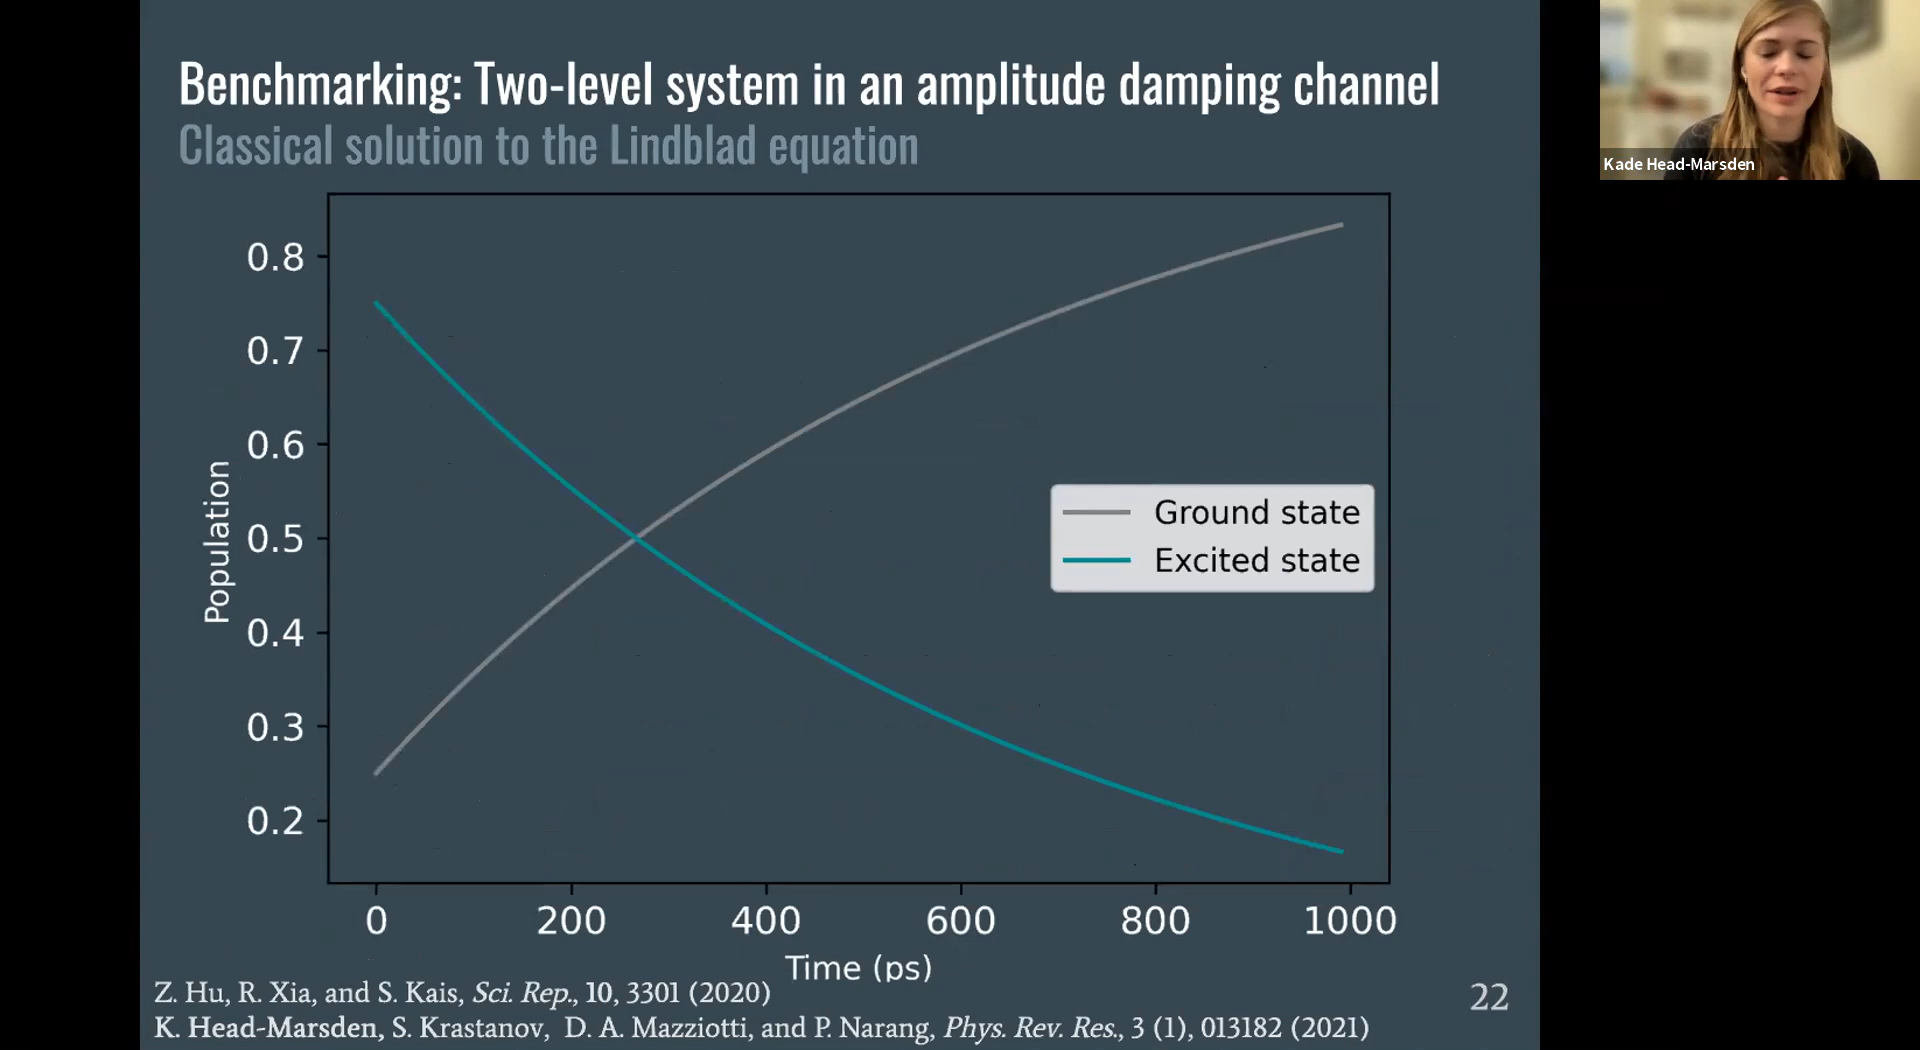 Benchmarking: Two-level system in an amplitude damping channel
Classical solution to the Lindblad equation
Kade Head-Marsden
0.8
0.7
0.6
0.5
0.4
0.3
0.2
Population
Ground state
Excited state
0 200 400 600 800 1000
Time (ps)
Z. Hu, R. Xia, and S. Kais, Sci. Rep., 10, 3301 (2020)
K. Head-Marsden, S. Krastanov, D. A. Mazziotti, and P. Narang, Phys. Rev. Res., 3 (1), 013182 (2021)
22